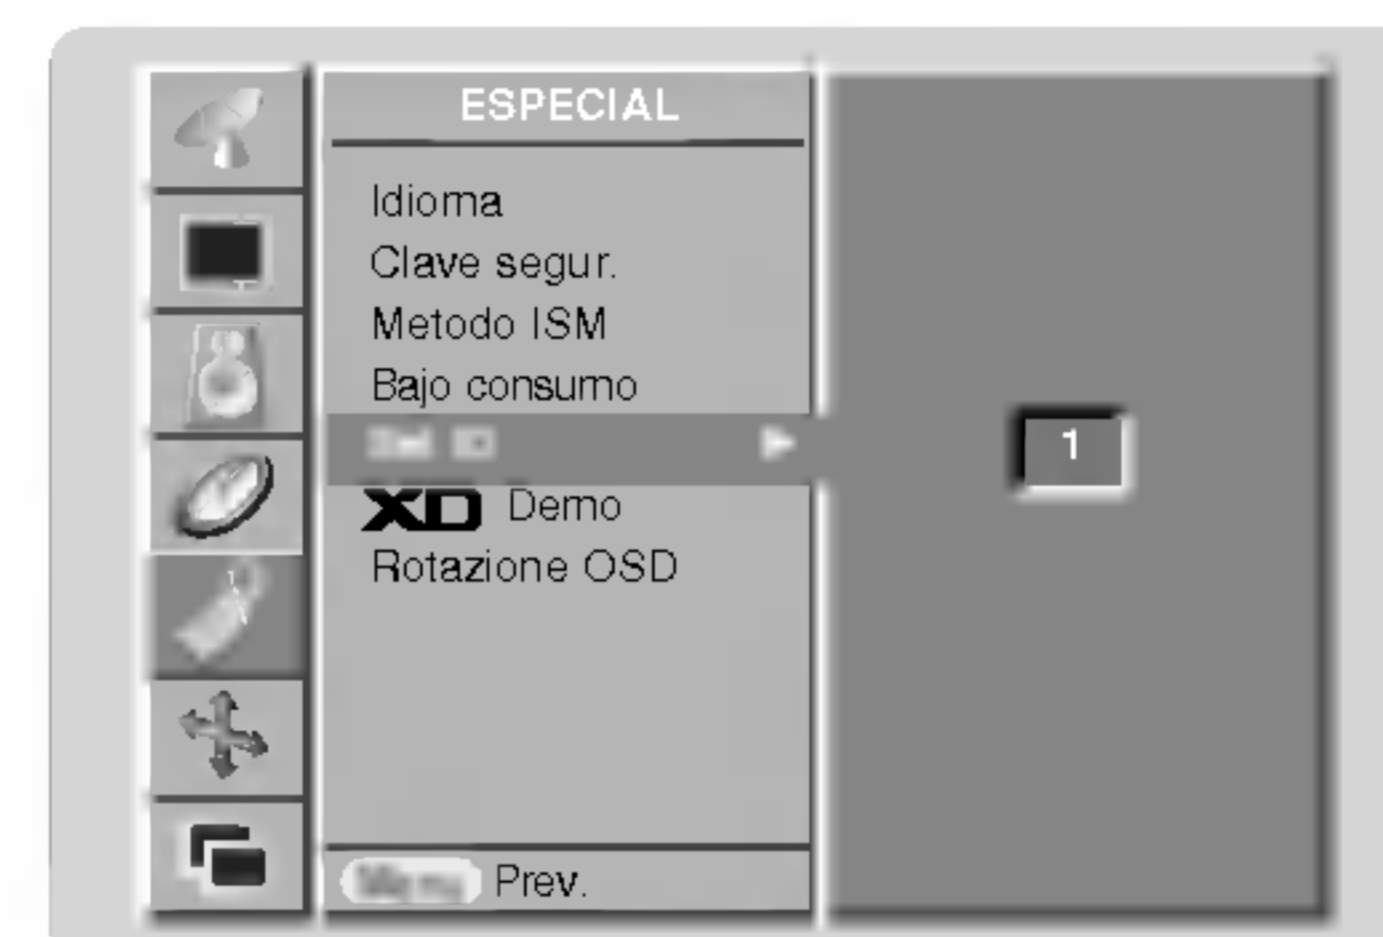 ESPECIAL
Idioma
Clave segur.
Metodo ISM
Bajo consumo
1
XD Demo
Rotazione OSD
Prev.